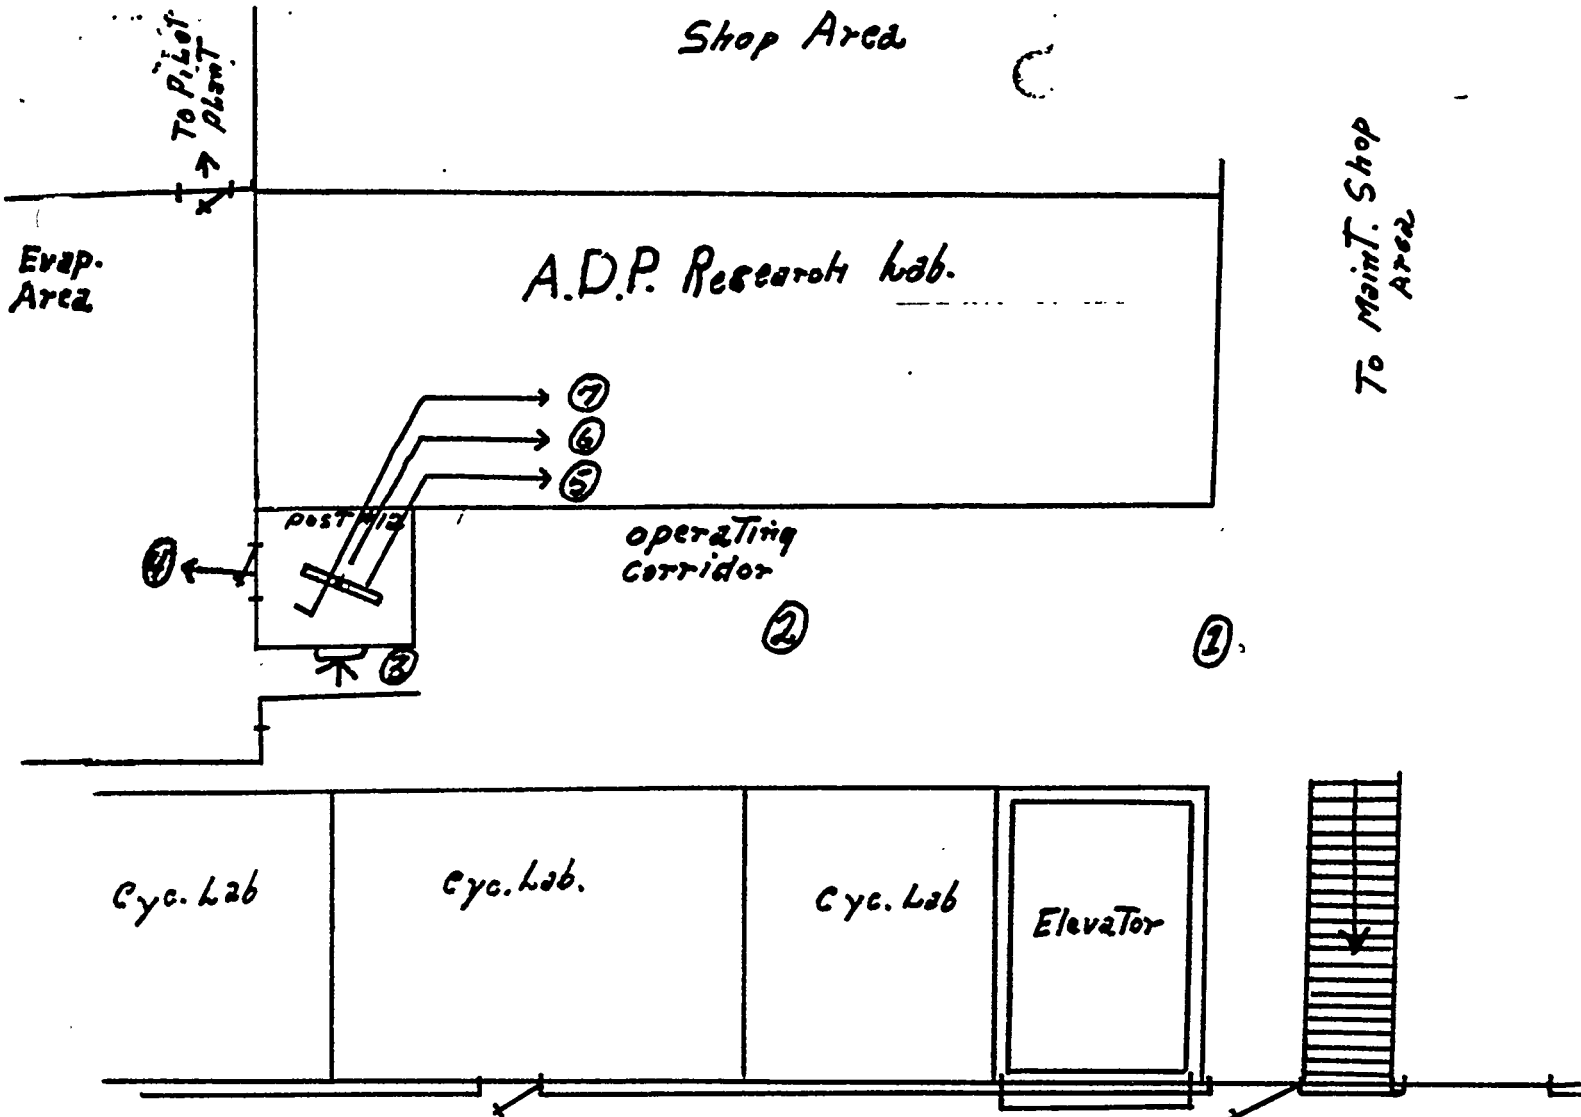 To Pilot
Plant
Shop Area
To Maint. Shop
Area
Evap.
Area
A.D.P. Research Lab.
7
6
5
Post #12
operating
corridor
4
2
1
3
Cyc. Lab
Cyc. Lab.
Cyc. Lab
Elevator